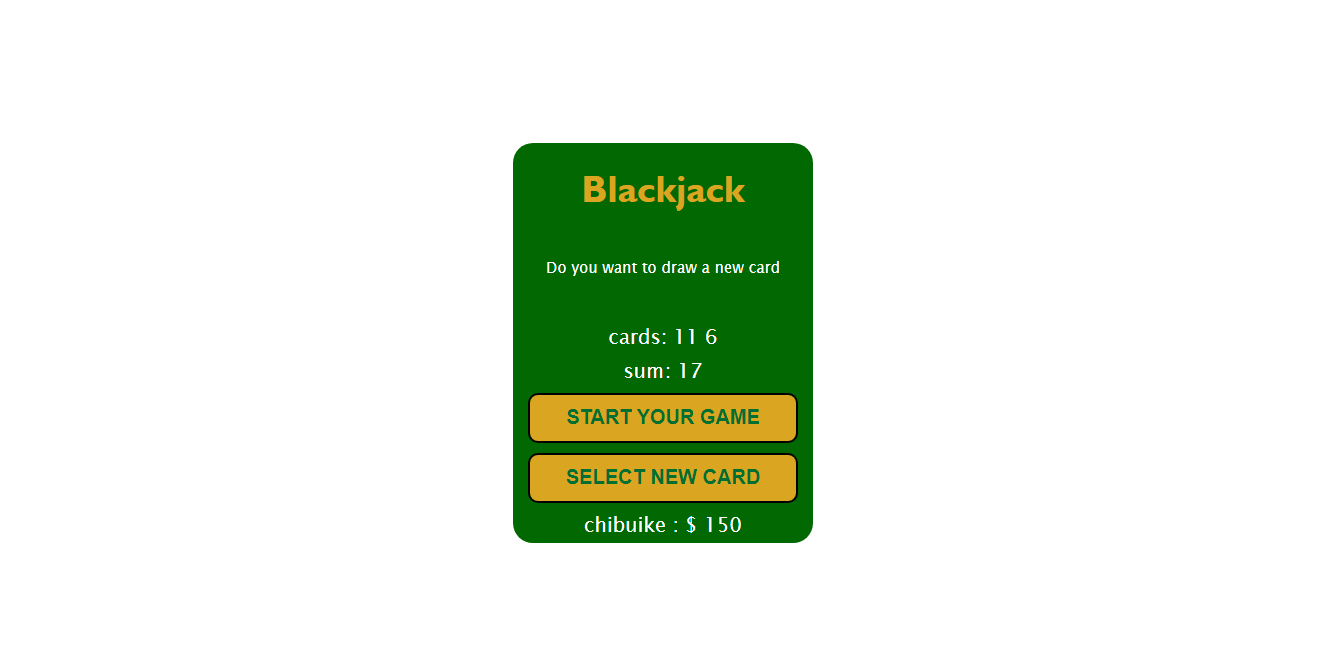 Blackjack
Do you want to draw a new card
cards: 11 6
sum: 17
START YOUR GAME
SELECT NEW CARD
chibuike : $ 150